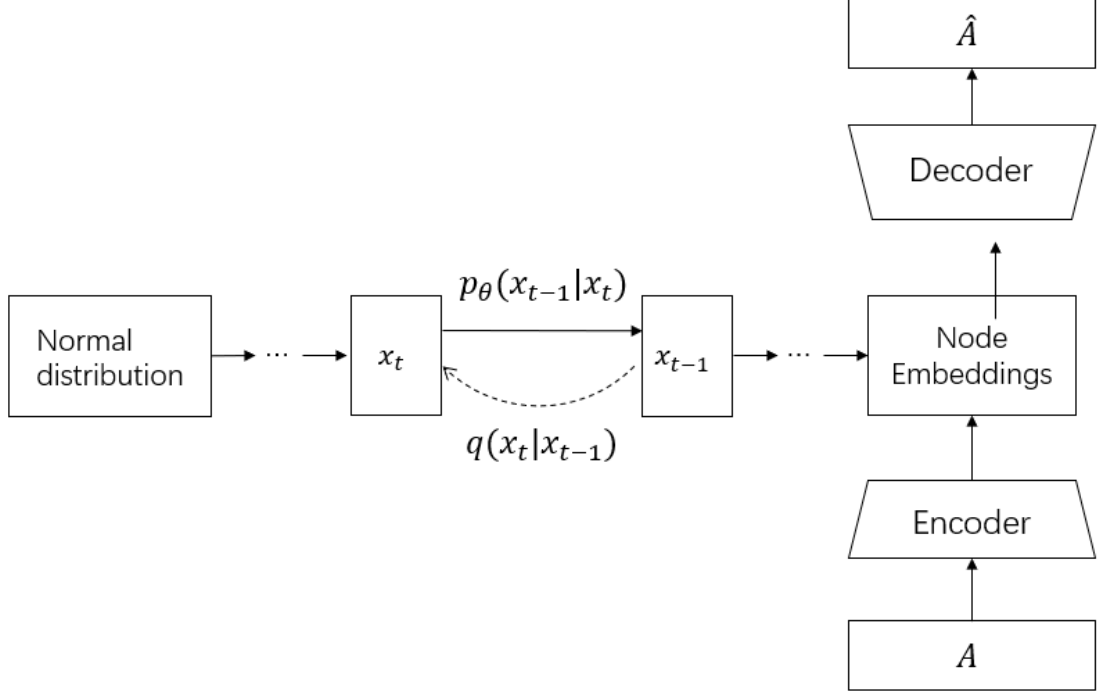 Â
Decoder
p_θ(x_{t−1}|x_t)
Normal
distribution
···
x_t
x_{t−1}
···
Node
Embeddings
q(x_t|x_{t−1})
Encoder
A